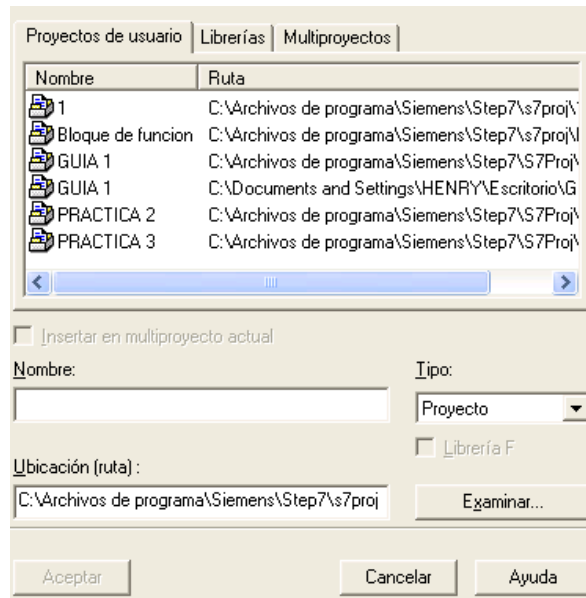 Proyectos de usuario Librerías Multiproyectos
Nombre Ruta
1 C:\Archivos de programa\Siemens\Step7\s7proj\
Bloque de funcion C:\Archivos de programa\Siemens\Step7\s7proj\
GUIA 1 C:\Archivos de programa\Siemens\Step7\S7Proj\
GUIA 1 C:\Documents and Settings\HENRY\Escritorio\G
PRACTICA 2 C:\Archivos de programa\Siemens\Step7\S7Proj\
PRACTICA 3 C:\Archivos de programa\Siemens\Step7\S7Proj\
Insertar en multiproyecto actual
Nombre: Tipo:
Proyecto
Librería F
Ubicación (ruta) :
C:\Archivos de programa\Siemens\Step7\s7proj Examinar...
Aceptar Cancelar Ayuda